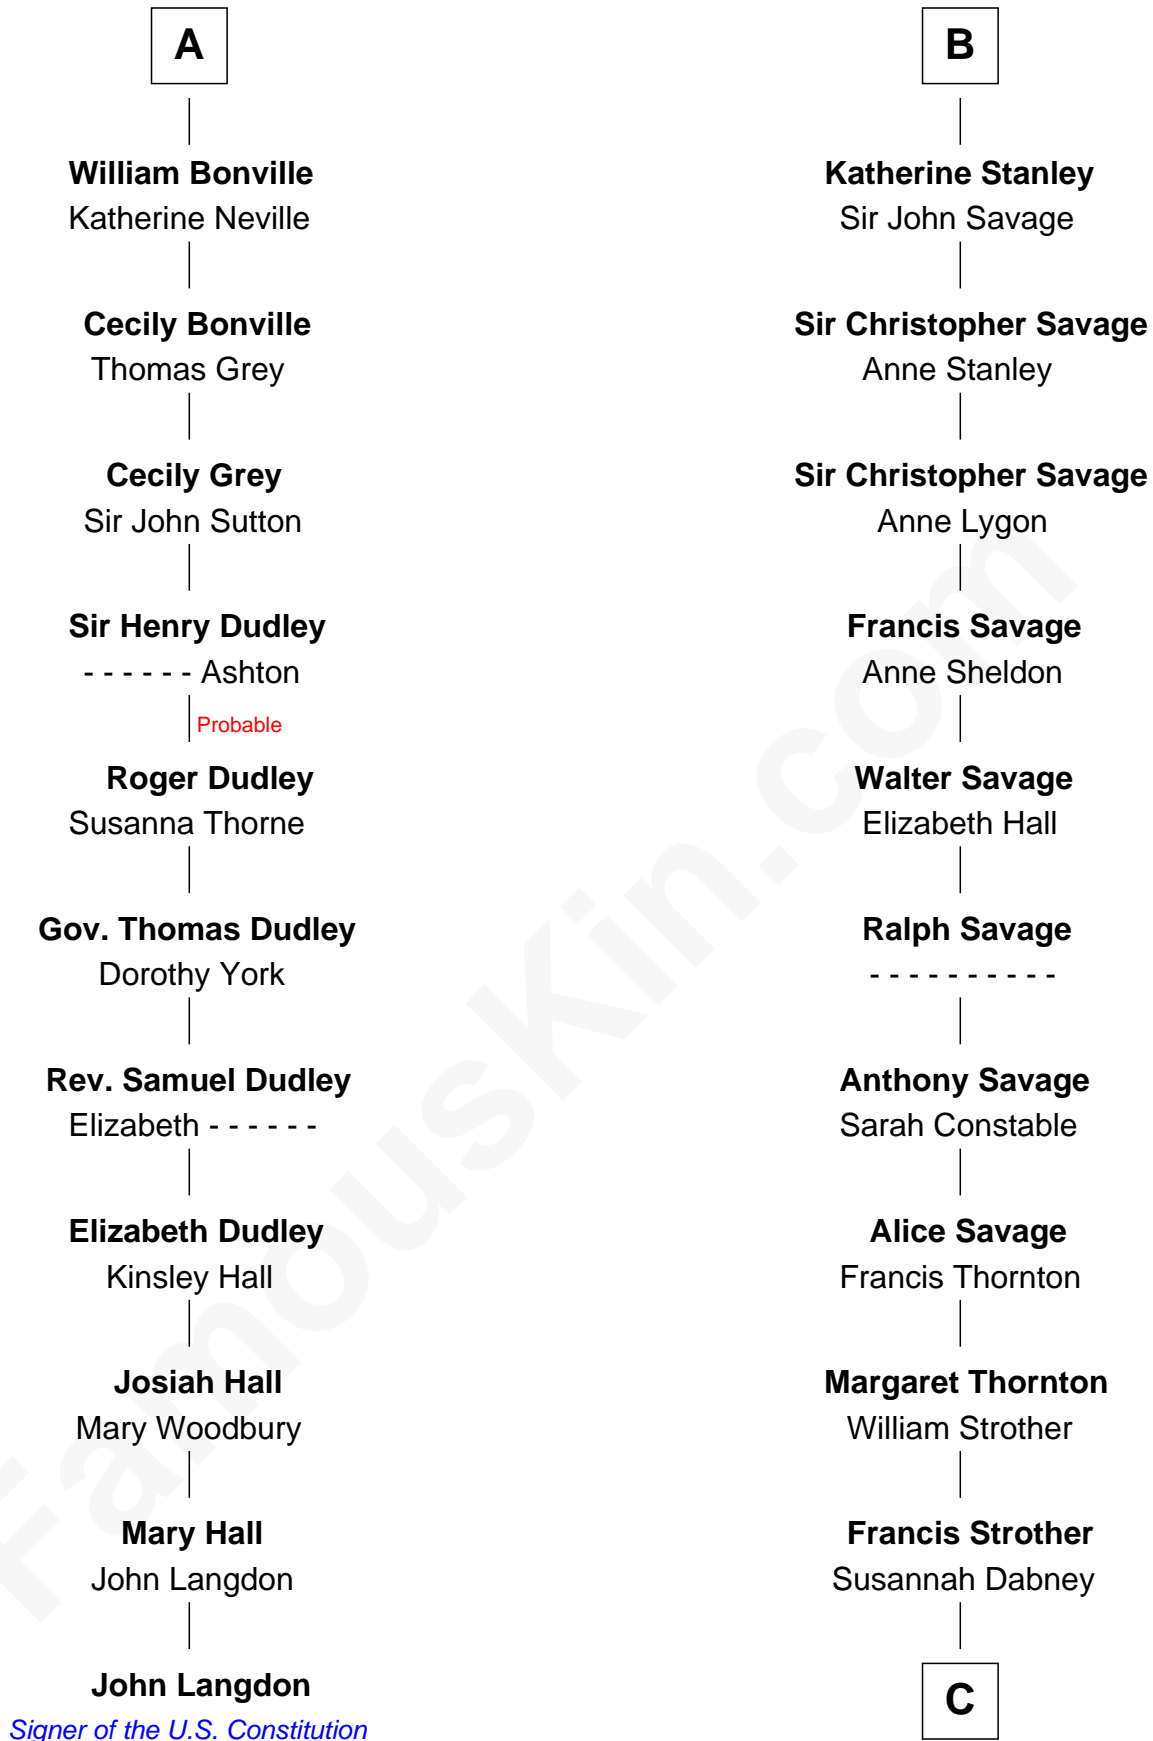 A
William Bonville
Katherine Neville
Cecily Bonville
Thomas Grey
Cecily Grey
Sir John Sutton
Sir Henry Dudley
- - - - - - Ashton
Probable
Roger Dudley
Susanna Thorne
Gov. Thomas Dudley
Dorothy York
Rev. Samuel Dudley
Elizabeth - - - - - -
Elizabeth Dudley
Kinsley Hall
Josiah Hall
Mary Woodbury
Mary Hall
John Langdon
John Langdon
Signer of the U.S. Constitution
B
Katherine Stanley
Sir John Savage
Sir Christopher Savage
Anne Stanley
Sir Christopher Savage
Anne Lygon
Francis Savage
Anne Sheldon
Walter Savage
Elizabeth Hall
Ralph Savage
- - - - - - - - - -
Anthony Savage
Sarah Constable
Alice Savage
Francis Thornton
Margaret Thornton
William Strother
Francis Strother
Susannah Dabney
C
FamousKin.com